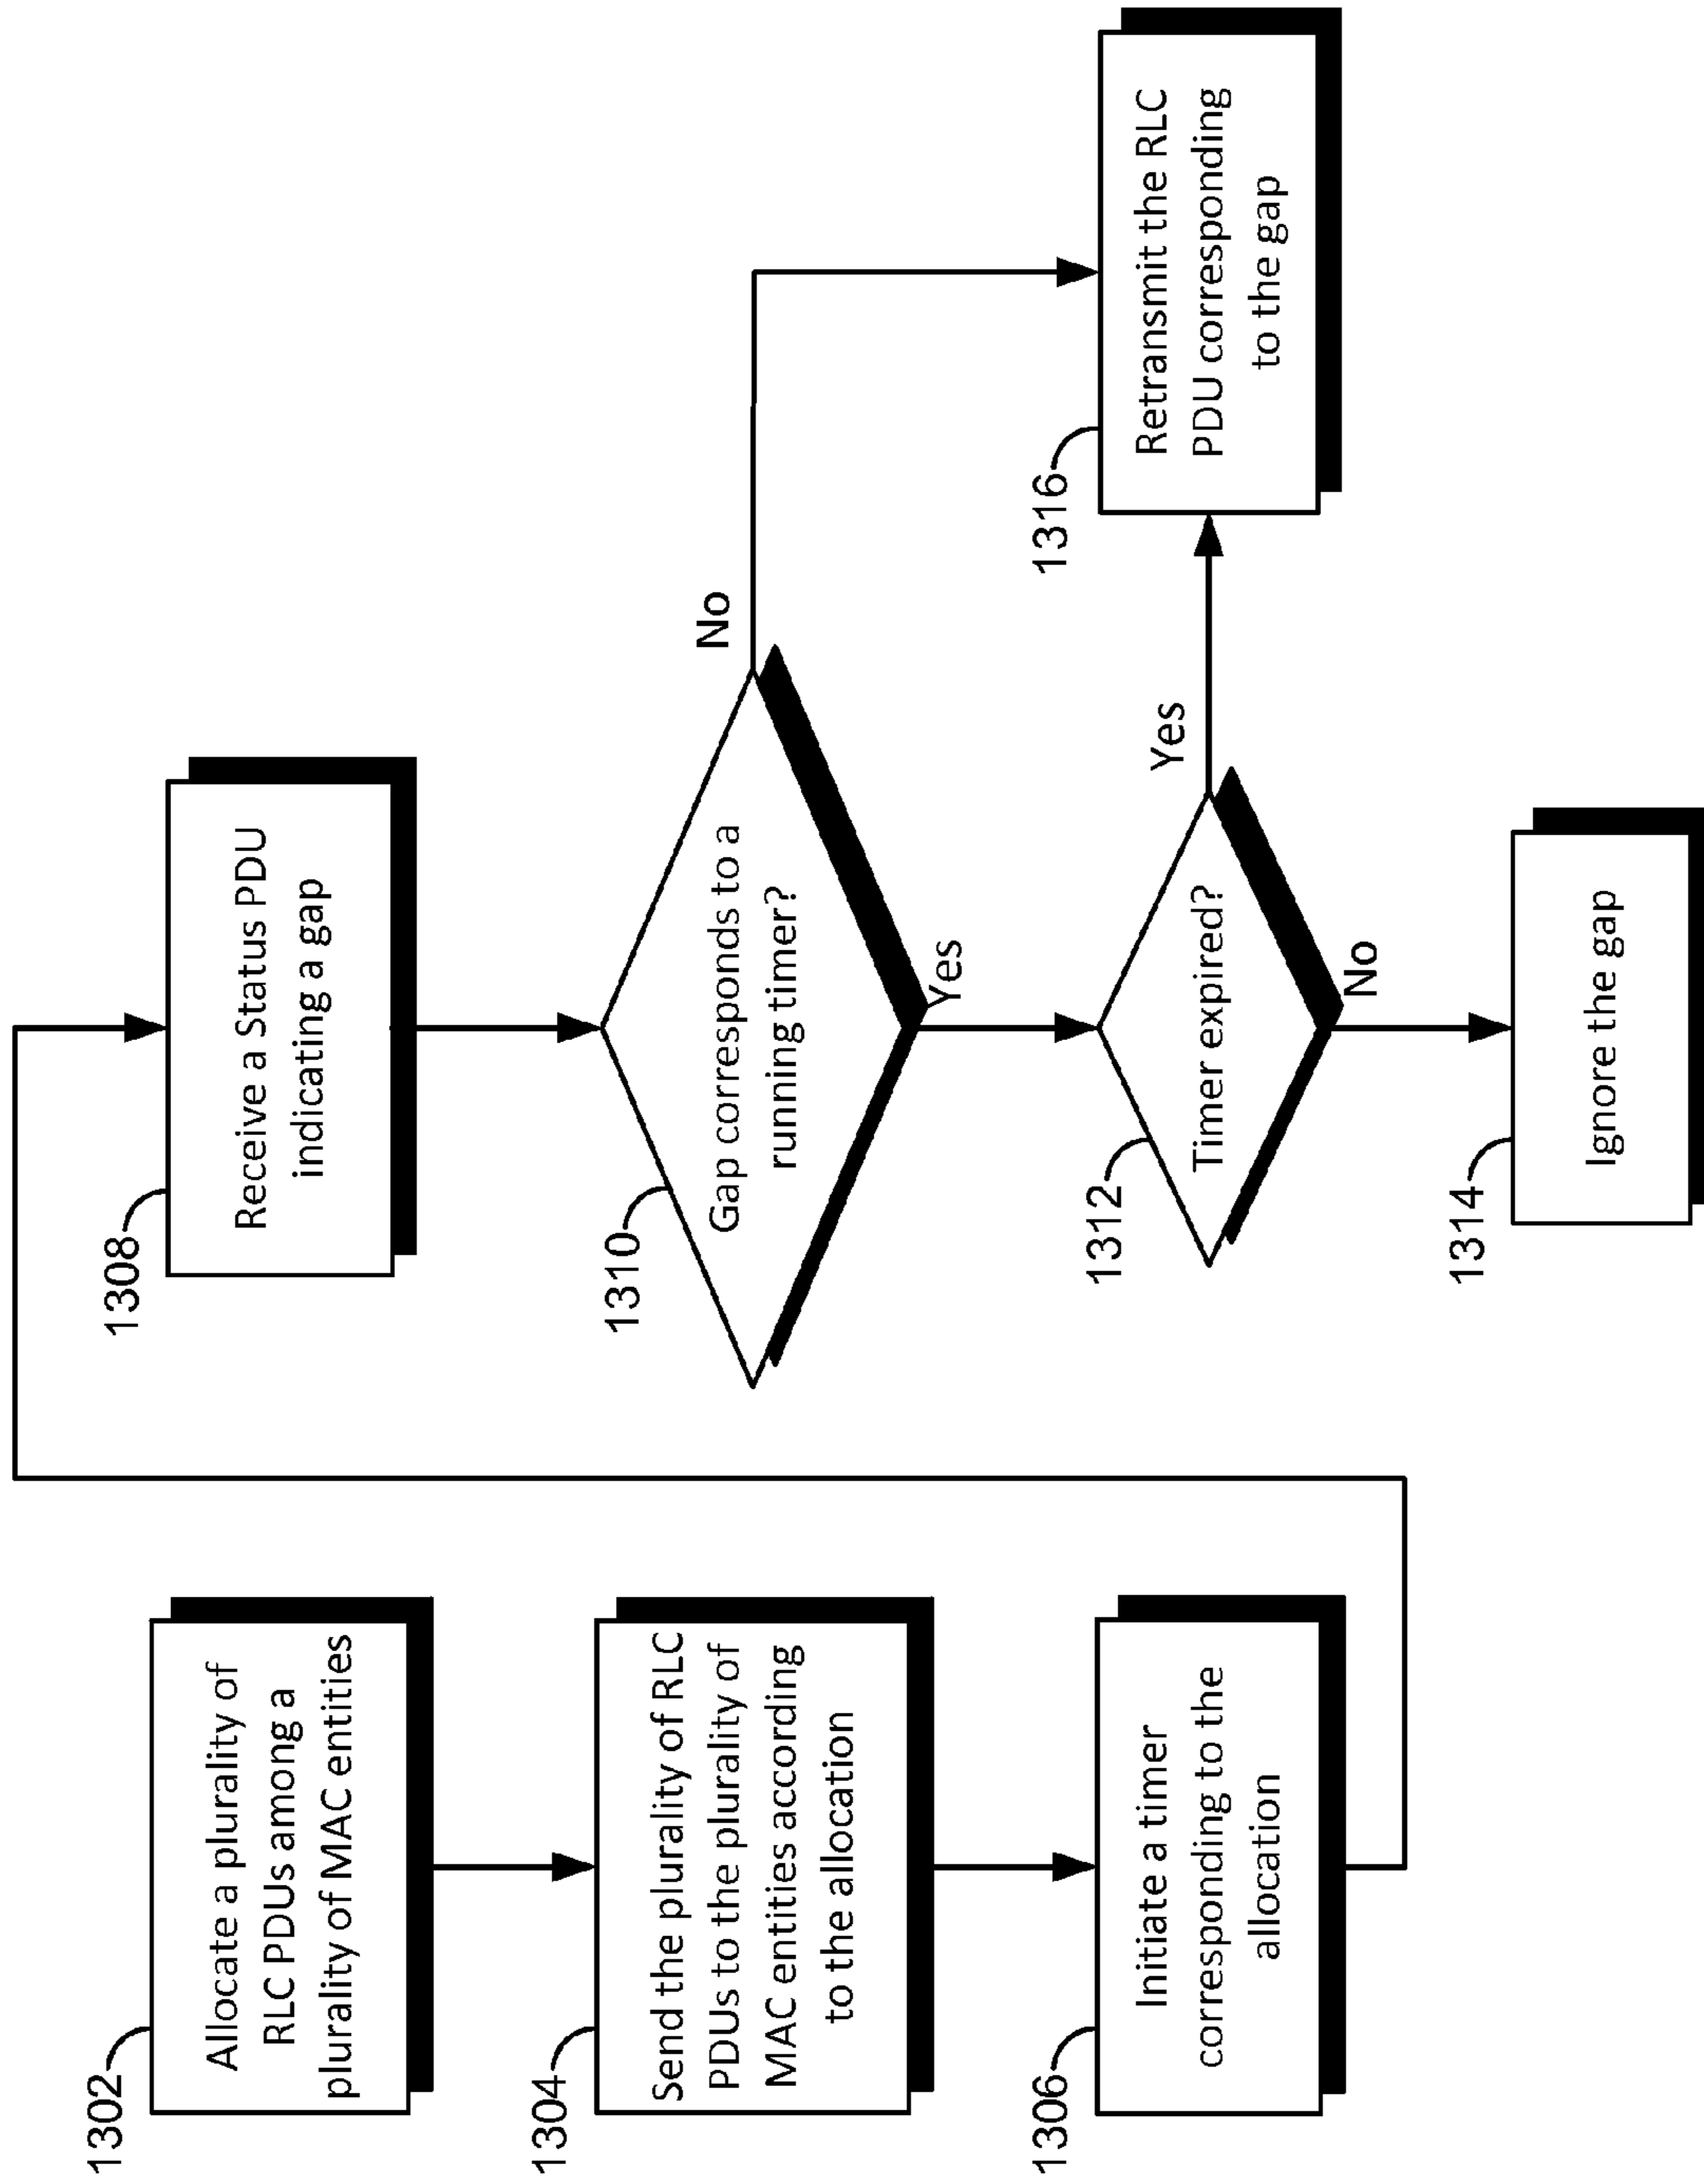 1302
Allocate a plurality of
RLC PDUs among a
plurality of MAC entities
1304
Send the plurality of RLC
PDUs to the plurality of
MAC entities according
to the allocation
1306
Initiate a timer
corresponding to the
allocation
1308
Receive a Status PDU
indicating a gap
1310
Gap corresponds to a
running timer?
No
Yes
1312
Timer expired?
Yes
No
1314
Ignore the gap
1316
Retransmit the RLC
PDU corresponding
to the gap